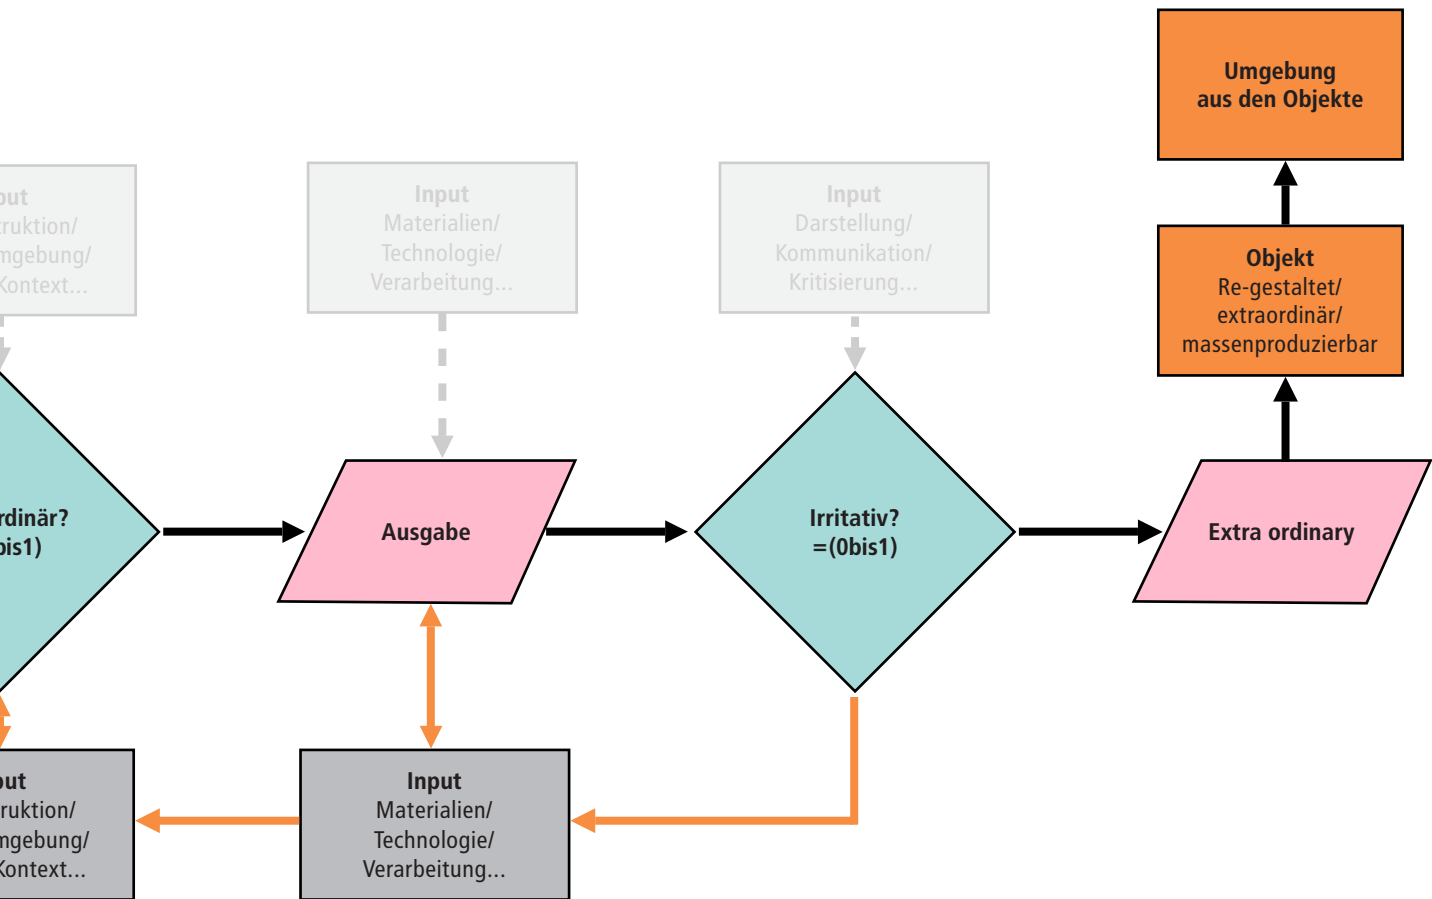 Umgebung
aus den Objekte
Input
Materialien/
Technologie/
Verarbeitung...
Input
Darstellung/
Kommunikation/
Kritisierung...
Kontext...
Objekt
Re-gestaltet/
extraordinär/
massenproduzierbar
Ausgabe
Irritativ?
=(0bis1)
Extra ordinary
Input
Materialien/
Technologie/
Verarbeitung...